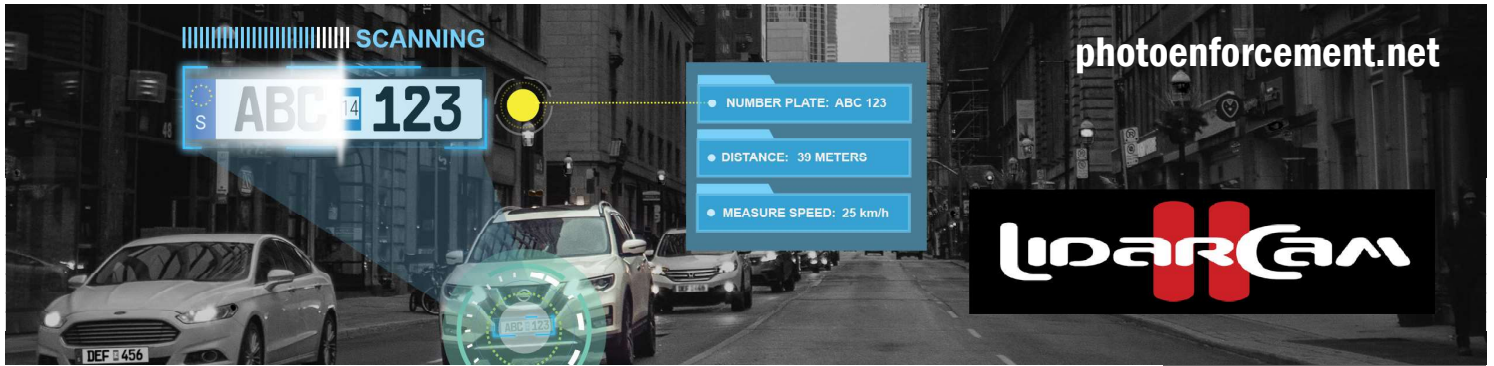 SCANNING
photoenforcement.net
S ABC 14 123
NUMBER PLATE: ABC 123
DISTANCE: 39 METERS
MEASURE SPEED: 25 km/h
LIDARCAM
ABC 123
DEF 456